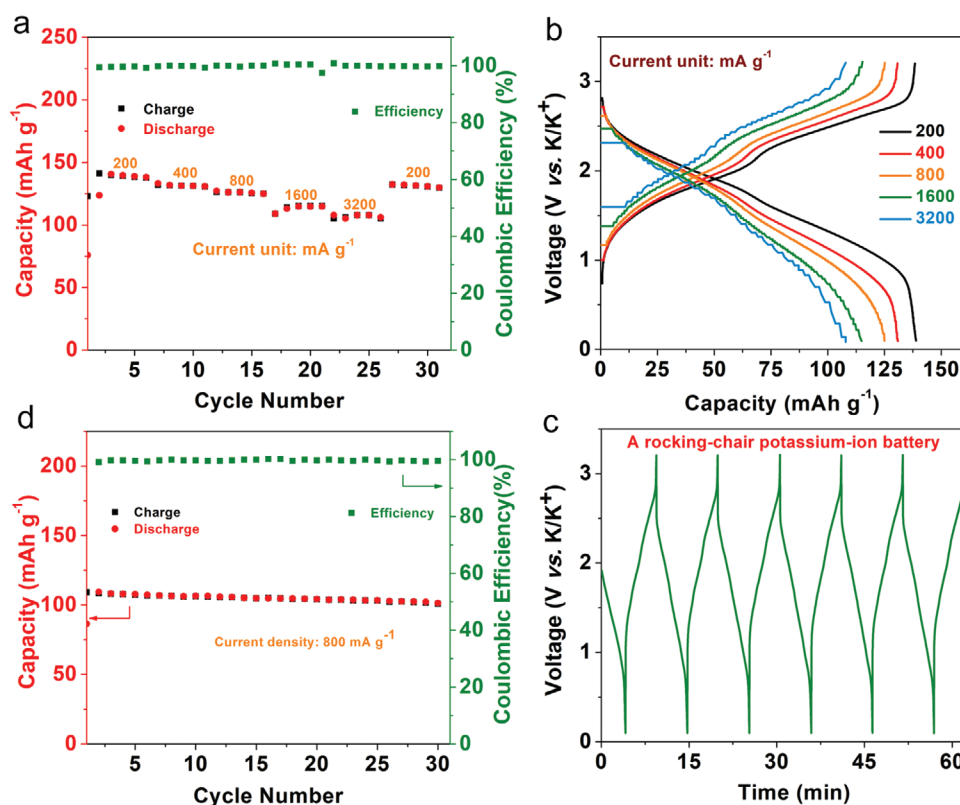 a
250
200
150
100
50
0
Capacity (mAh g⁻¹)
Charge
Discharge
Efficiency
200
400
800
1600
3200
200
Current unit: mA g⁻¹
100
80
60
40
20
0
Coulombic Efficiency (%)
5 10 15 20 25 30
Cycle Number
b
Current unit: mA g⁻¹
3
2
1
0
Voltage (V vs. K/K⁺)
200
400
800
1600
3200
0 25 50 75 100 125 150
Capacity (mAh g⁻¹)
d
200
150
100
50
0
Capacity (mAh g⁻¹)
Charge
Discharge
Efficiency
Current density: 800 mA g⁻¹
100
80
60
40
20
0
Coulombic Efficiency(%)
5 10 15 20 25 30
Cycle Number
c
A rocking-chair potassium-ion battery
3
2
1
0
Voltage (V vs. K/K⁺)
0 15 30 45 60
Time (min)